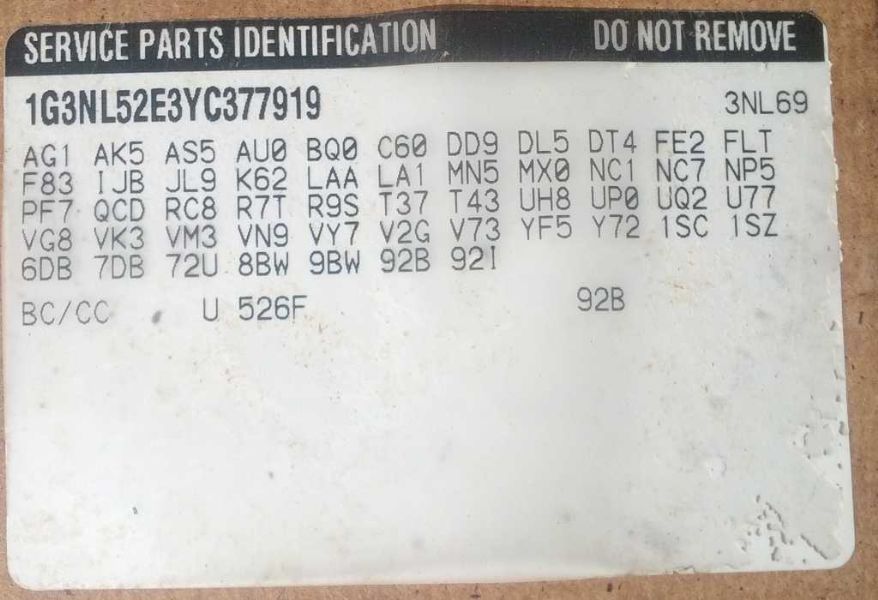 SERVICE PARTS IDENTIFICATION DO NOT REMOVE
1G3NL52E3YC377919 3NL69
AG1 AK5 AS5 AU0 BQ0 C60 DD9 DL5 DT4 FE2 FLT
F83 IJB JL9 K62 LAA LA1 MN5 MX0 NC1 NC7 NP5
PF7 QCD RC8 R7T R9S T37 T43 UH8 UP0 UQ2 U77
VG8 VK3 VM3 VN9 VY7 V2G V73 YF5 Y72 1SC 1SZ
6DB 7DB 72U 8BW 9BW 92B 92I
BC/CC U 526F 92B